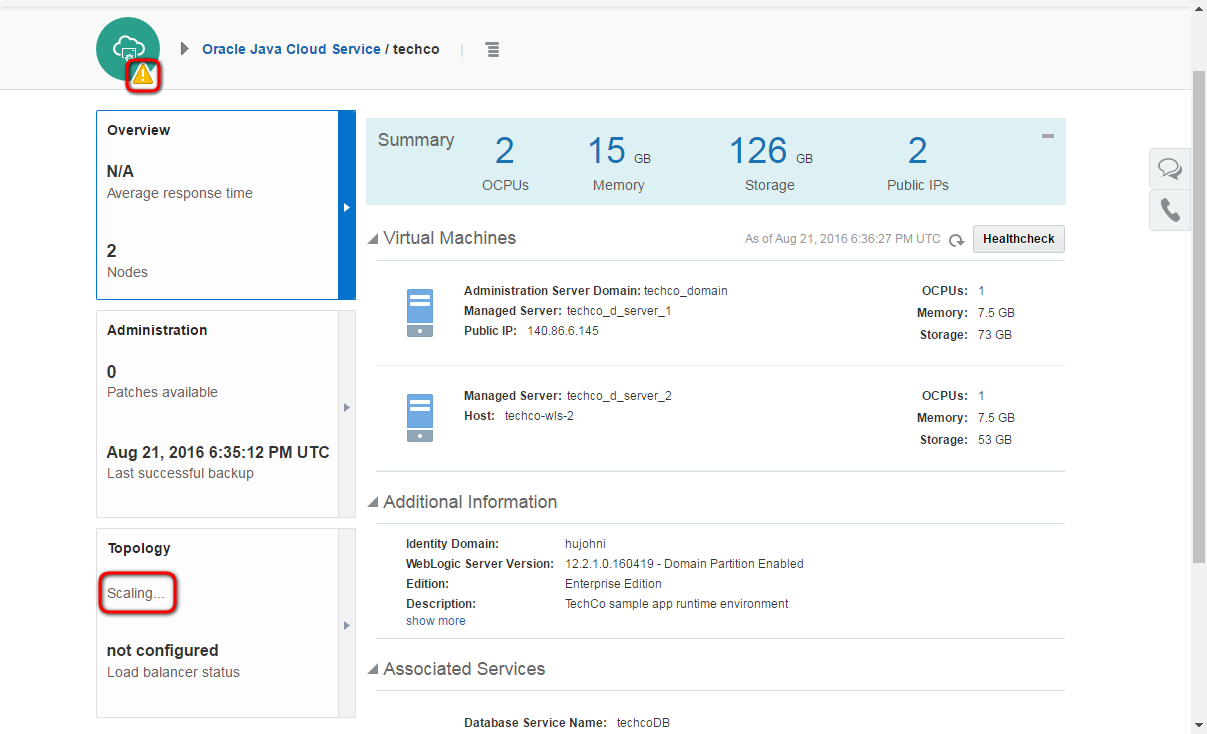 Oracle Java Cloud Service / techco
Overview
N/A
Average response time
2
Nodes
Administration
0
Patches available
Aug 21, 2016 6:35:12 PM UTC
Last successful backup
Topology
Scaling...
not configured
Load balancer status
Summary
2
OCPUs
15 GB
Memory
126 GB
Storage
2
Public IPs
Virtual Machines
As of Aug 21, 2016 6:36:27 PM UTC
Healthcheck
Administration Server Domain: techco_domain
Managed Server: techco_d_server_1
Public IP: 140.86.6.145
OCPUs: 1
Memory: 7.5 GB
Storage: 73 GB
Managed Server: techco_d_server_2
Host: techco-wls-2
OCPUs: 1
Memory: 7.5 GB
Storage: 53 GB
Additional Information
Identity Domain: hujohni
WebLogic Server Version: 12.2.1.0.160419 - Domain Partition Enabled
Edition: Enterprise Edition
Description: TechCo sample app runtime environment
show more
Associated Services
Database Service Name: techcoDB